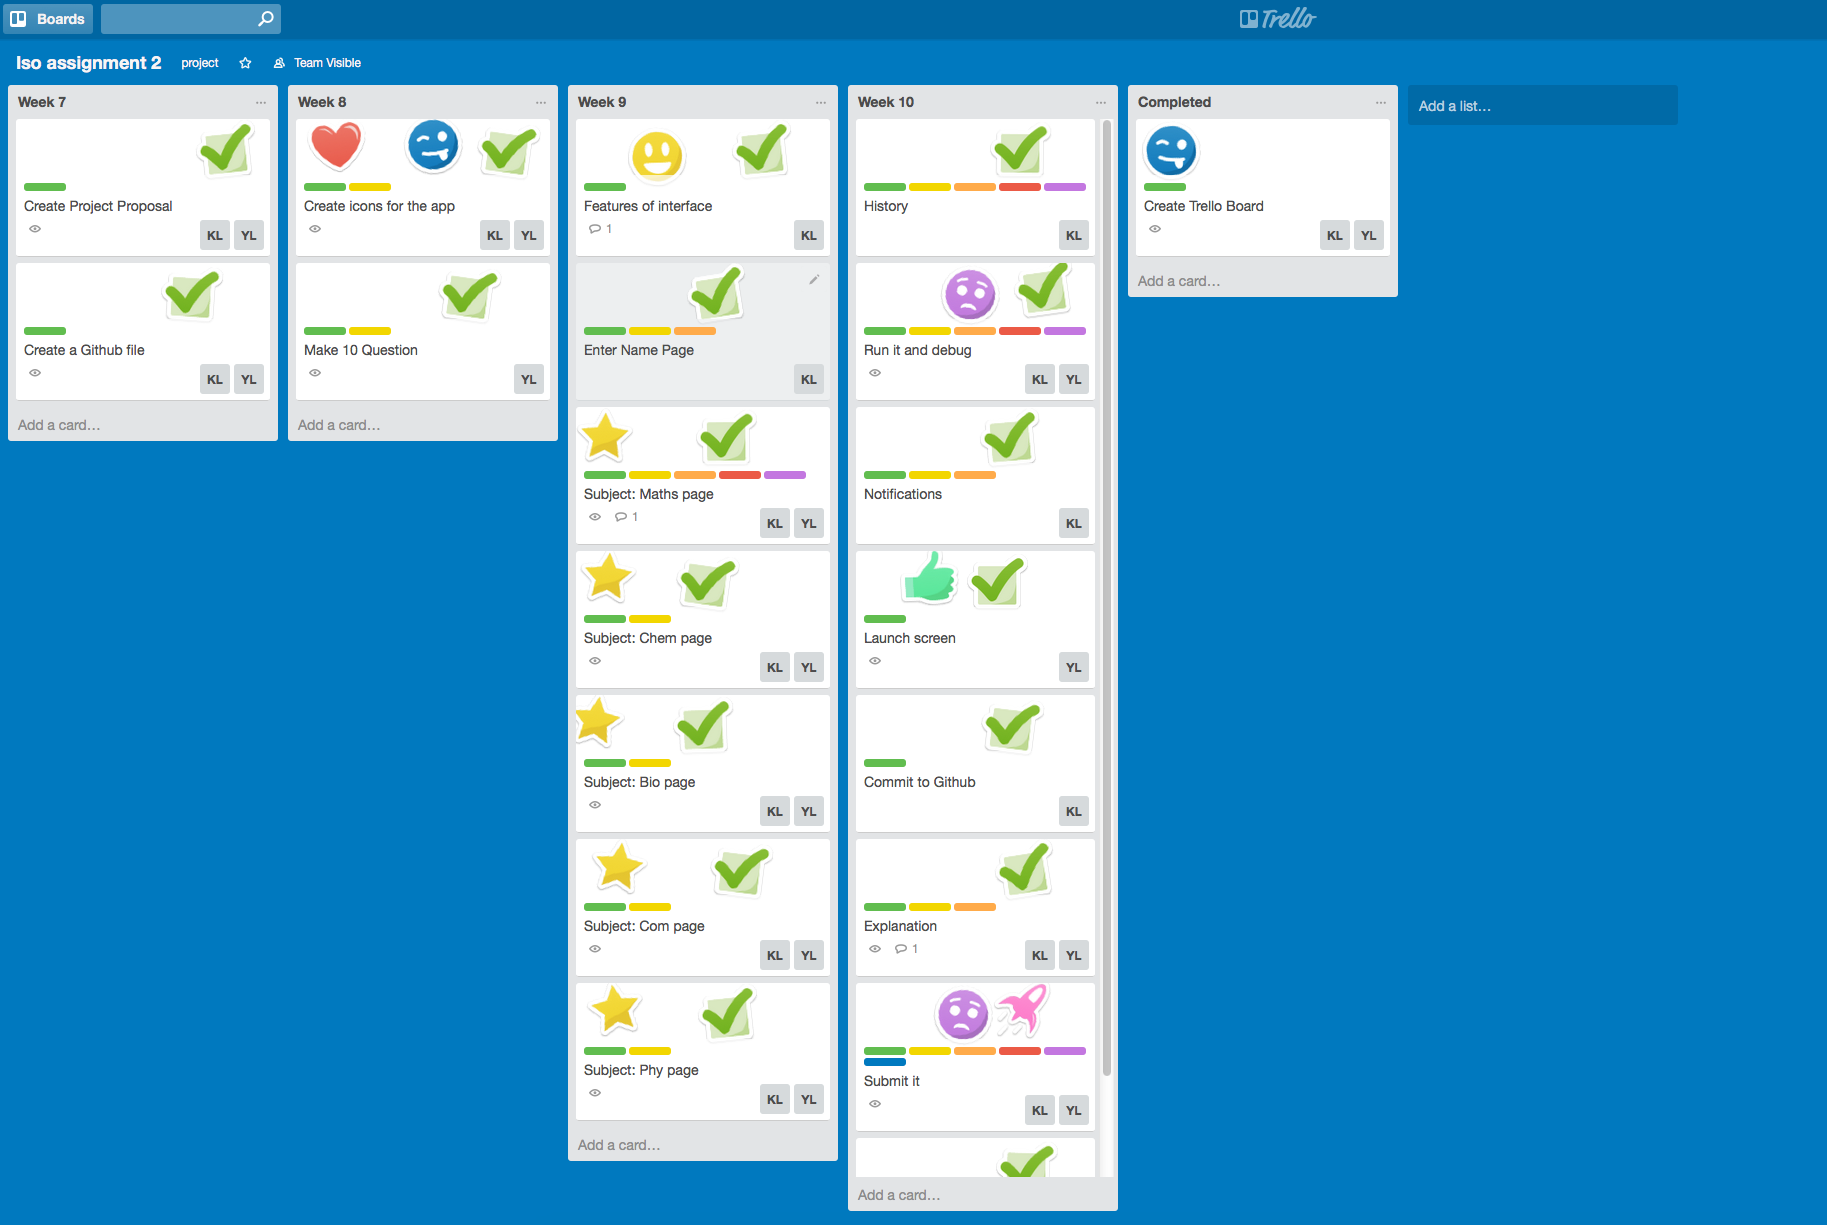 Boards
Trello
Iso assignment 2 project Team Visible
Week 7
Create Project Proposal
KL YL
Create a Github file
KL YL
Add a card…
Week 8
Create icons for the app
KL YL
Make 10 Question
YL
Add a card…
Week 9
Features of interface
1
KL
Enter Name Page
KL
Subject: Maths page
1
KL YL
Subject: Chem page
KL YL
Subject: Bio page
KL YL
Subject: Com page
KL YL
Subject: Phy page
KL YL
Add a card…
Week 10
History
KL
Run it and debug
KL YL
Notifications
KL
Launch screen
YL
Commit to Github
KL
Explanation
1
KL YL
Submit it
KL YL
Add a card…
Completed
Create Trello Board
KL YL
Add a card…
Add a list…